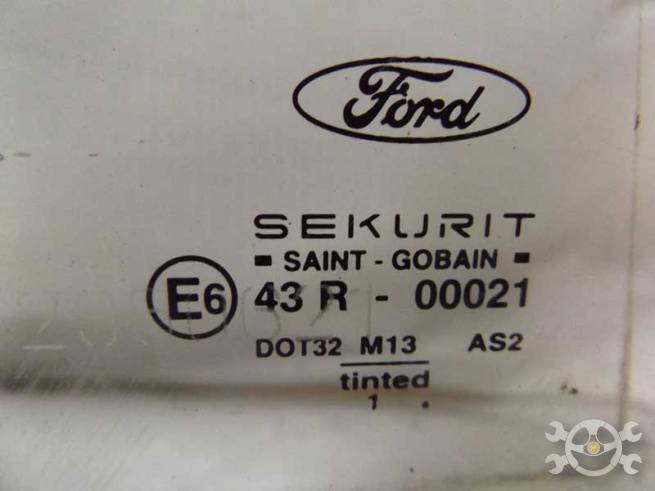 Ford
SEKURIT
SAINT - GOBAIN
E6 43 R - 00021
DOT32 M13 AS2
tinted
1 .